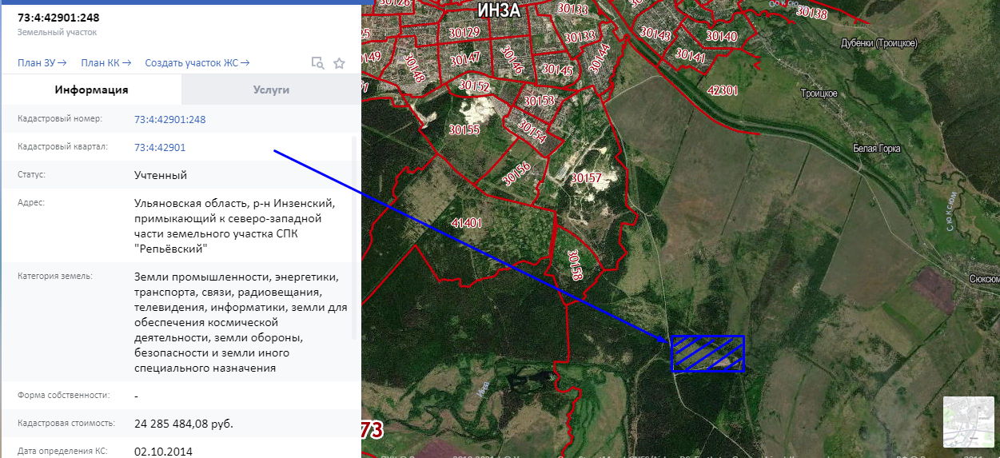 73:4:42901:248
Земельный участок
План ЗУ → План КК → Создать участок ЖС →
Информация Услуги
Кадастровый номер: 73:4:42901:248
Кадастровый квартал: 73:4:42901
Статус: Учтенный
Адрес: Ульяновская область, р-н Инзенский,
примыкающий к северо-западной
части земельного участка СПК
"Репьёвский"
Категория земель: Земли промышленности, энергетики,
транспорта, связи, радиовещания,
телевидения, информатики, земли для
обеспечения космической
деятельности, земли обороны,
безопасности и земли иного
специального назначения
Форма собственности: -
Кадастровая стоимость: 24 285 484,08 руб.
Дата определения КС: 02.10.2014
30126
ИНЗА
30133
30138
30129
30133
30143
30140
Дубенки (Троицкое)
30147
30146
30144
30141
30148
30145
30152
42301
30153
Троицкое
30155
30154
Белая Горка
30156
30157
Сюксюм
41401
30158
Сюксюм
Инза
73